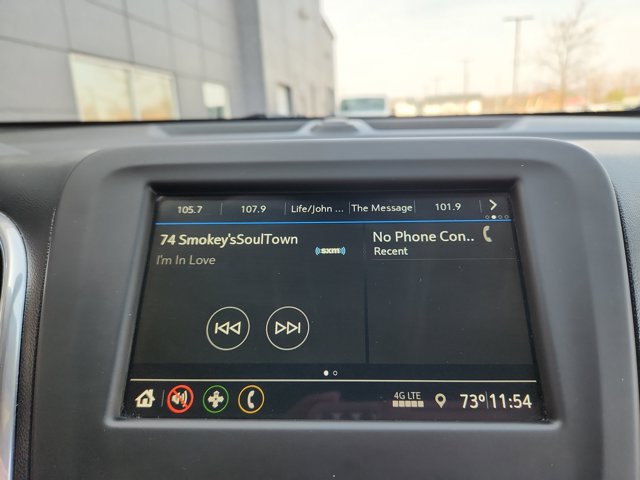 105.7 107.9 Life/John ... The Message 101.9
74 Smokey'sSoulTown
sxm
I'm In Love
No Phone Con..
Recent
4G LTE
73° 11:54